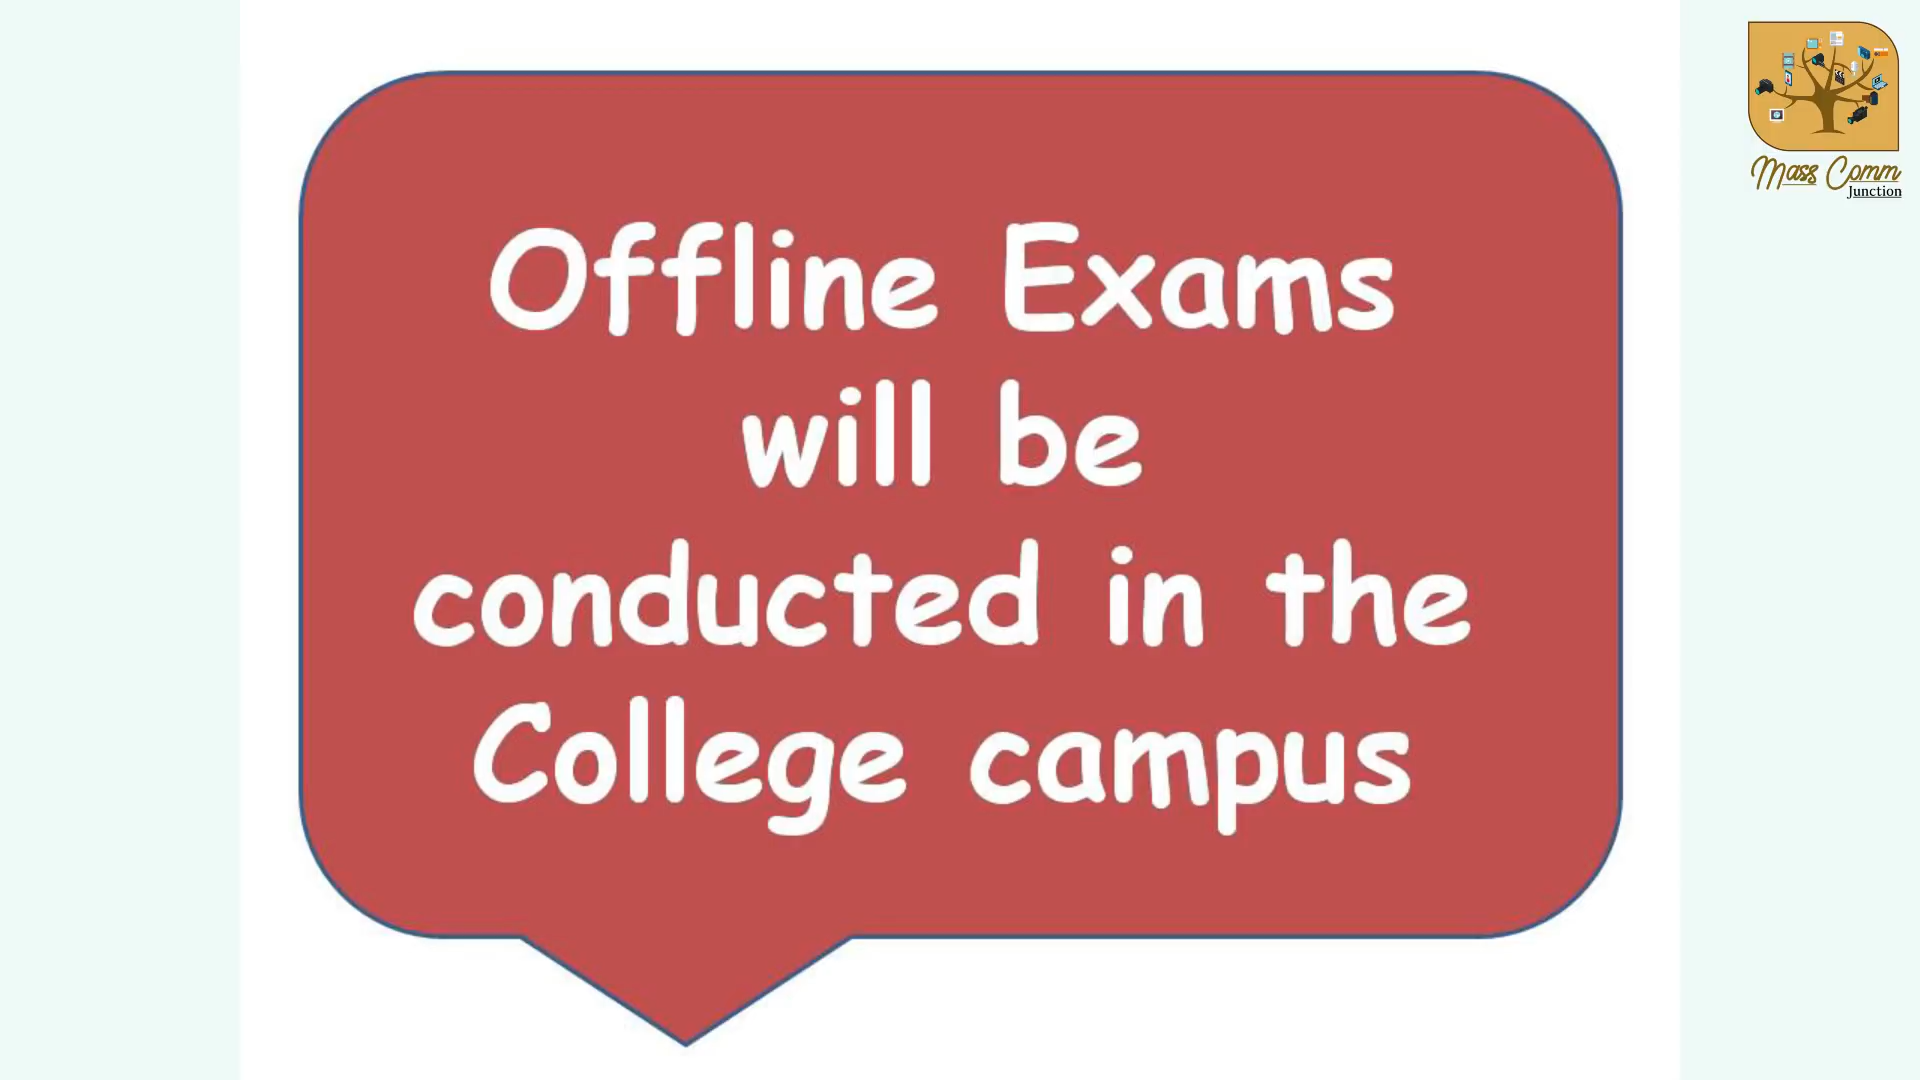 Offline Exams
will be
conducted in the
College campus
Mass Comm
Junction